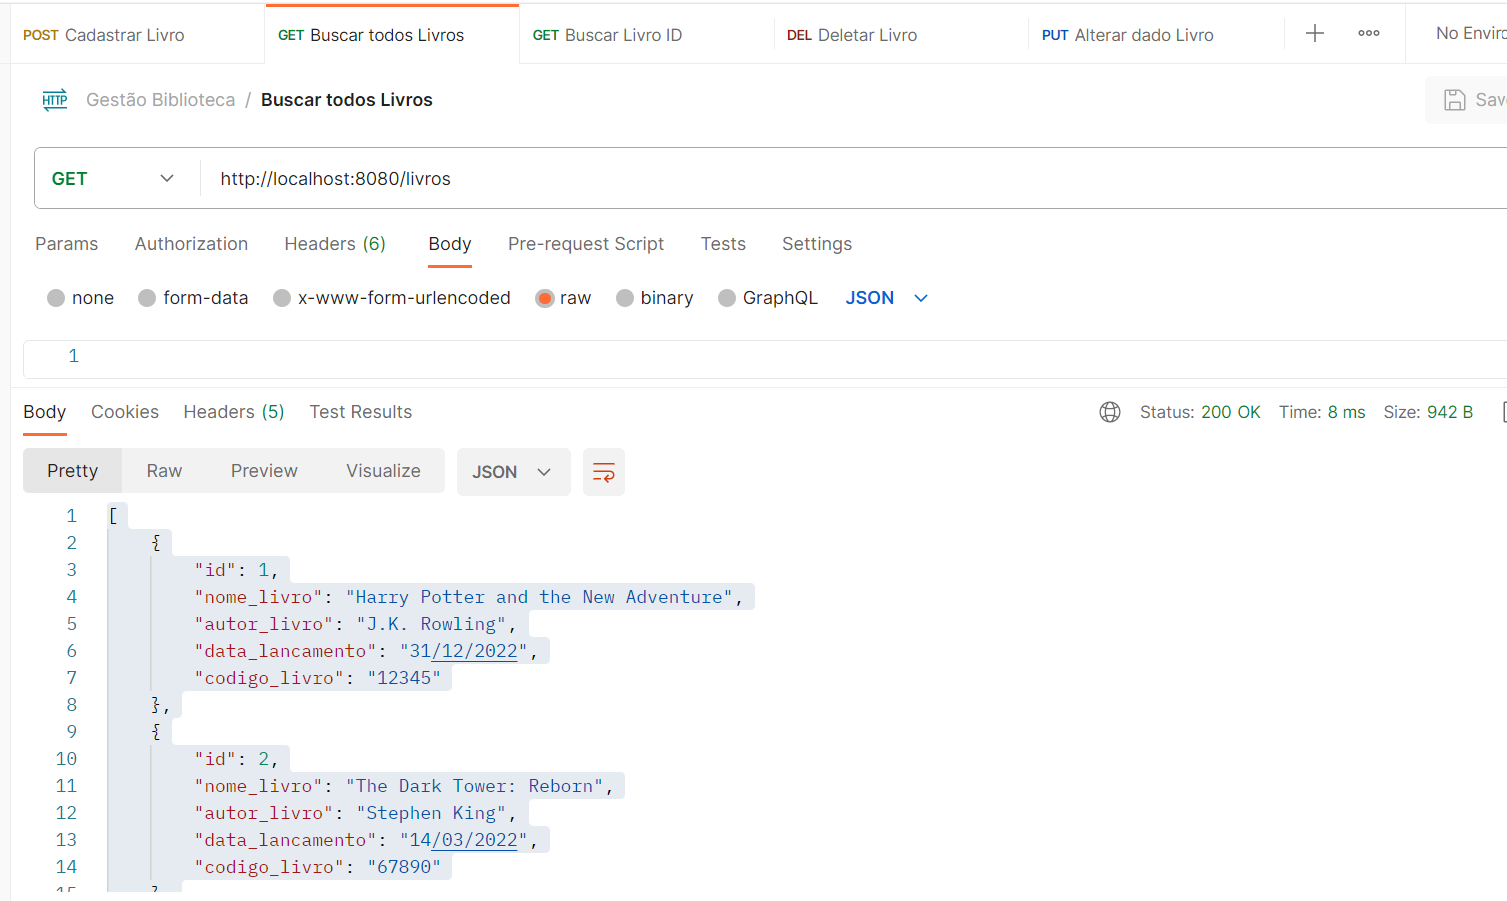 POST Cadastrar Livro GET Buscar todos Livros GET Buscar Livro ID DEL Deletar Livro PUT Alterar dado Livro No Enviro
HTTP Gestão Biblioteca / Buscar todos Livros Sav
GET http://localhost:8080/livros
Params Authorization Headers (6) Body Pre-request Script Tests Settings
none form-data x-www-form-urlencoded raw binary GraphQL JSON
1
Body Cookies Headers (5) Test Results Status: 200 OK Time: 8 ms Size: 942 B
Pretty Raw Preview Visualize JSON
1 [
2 {
3 "id": 1,
4 "nome_livro": "Harry Potter and the New Adventure",
5 "autor_livro": "J.K. Rowling",
6 "data_lancamento": "31/12/2022",
7 "codigo_livro": "12345"
8 },
9 {
10 "id": 2,
11 "nome_livro": "The Dark Tower: Reborn",
12 "autor_livro": "Stephen King",
13 "data_lancamento": "14/03/2022",
14 "codigo_livro": "67890"
15 }